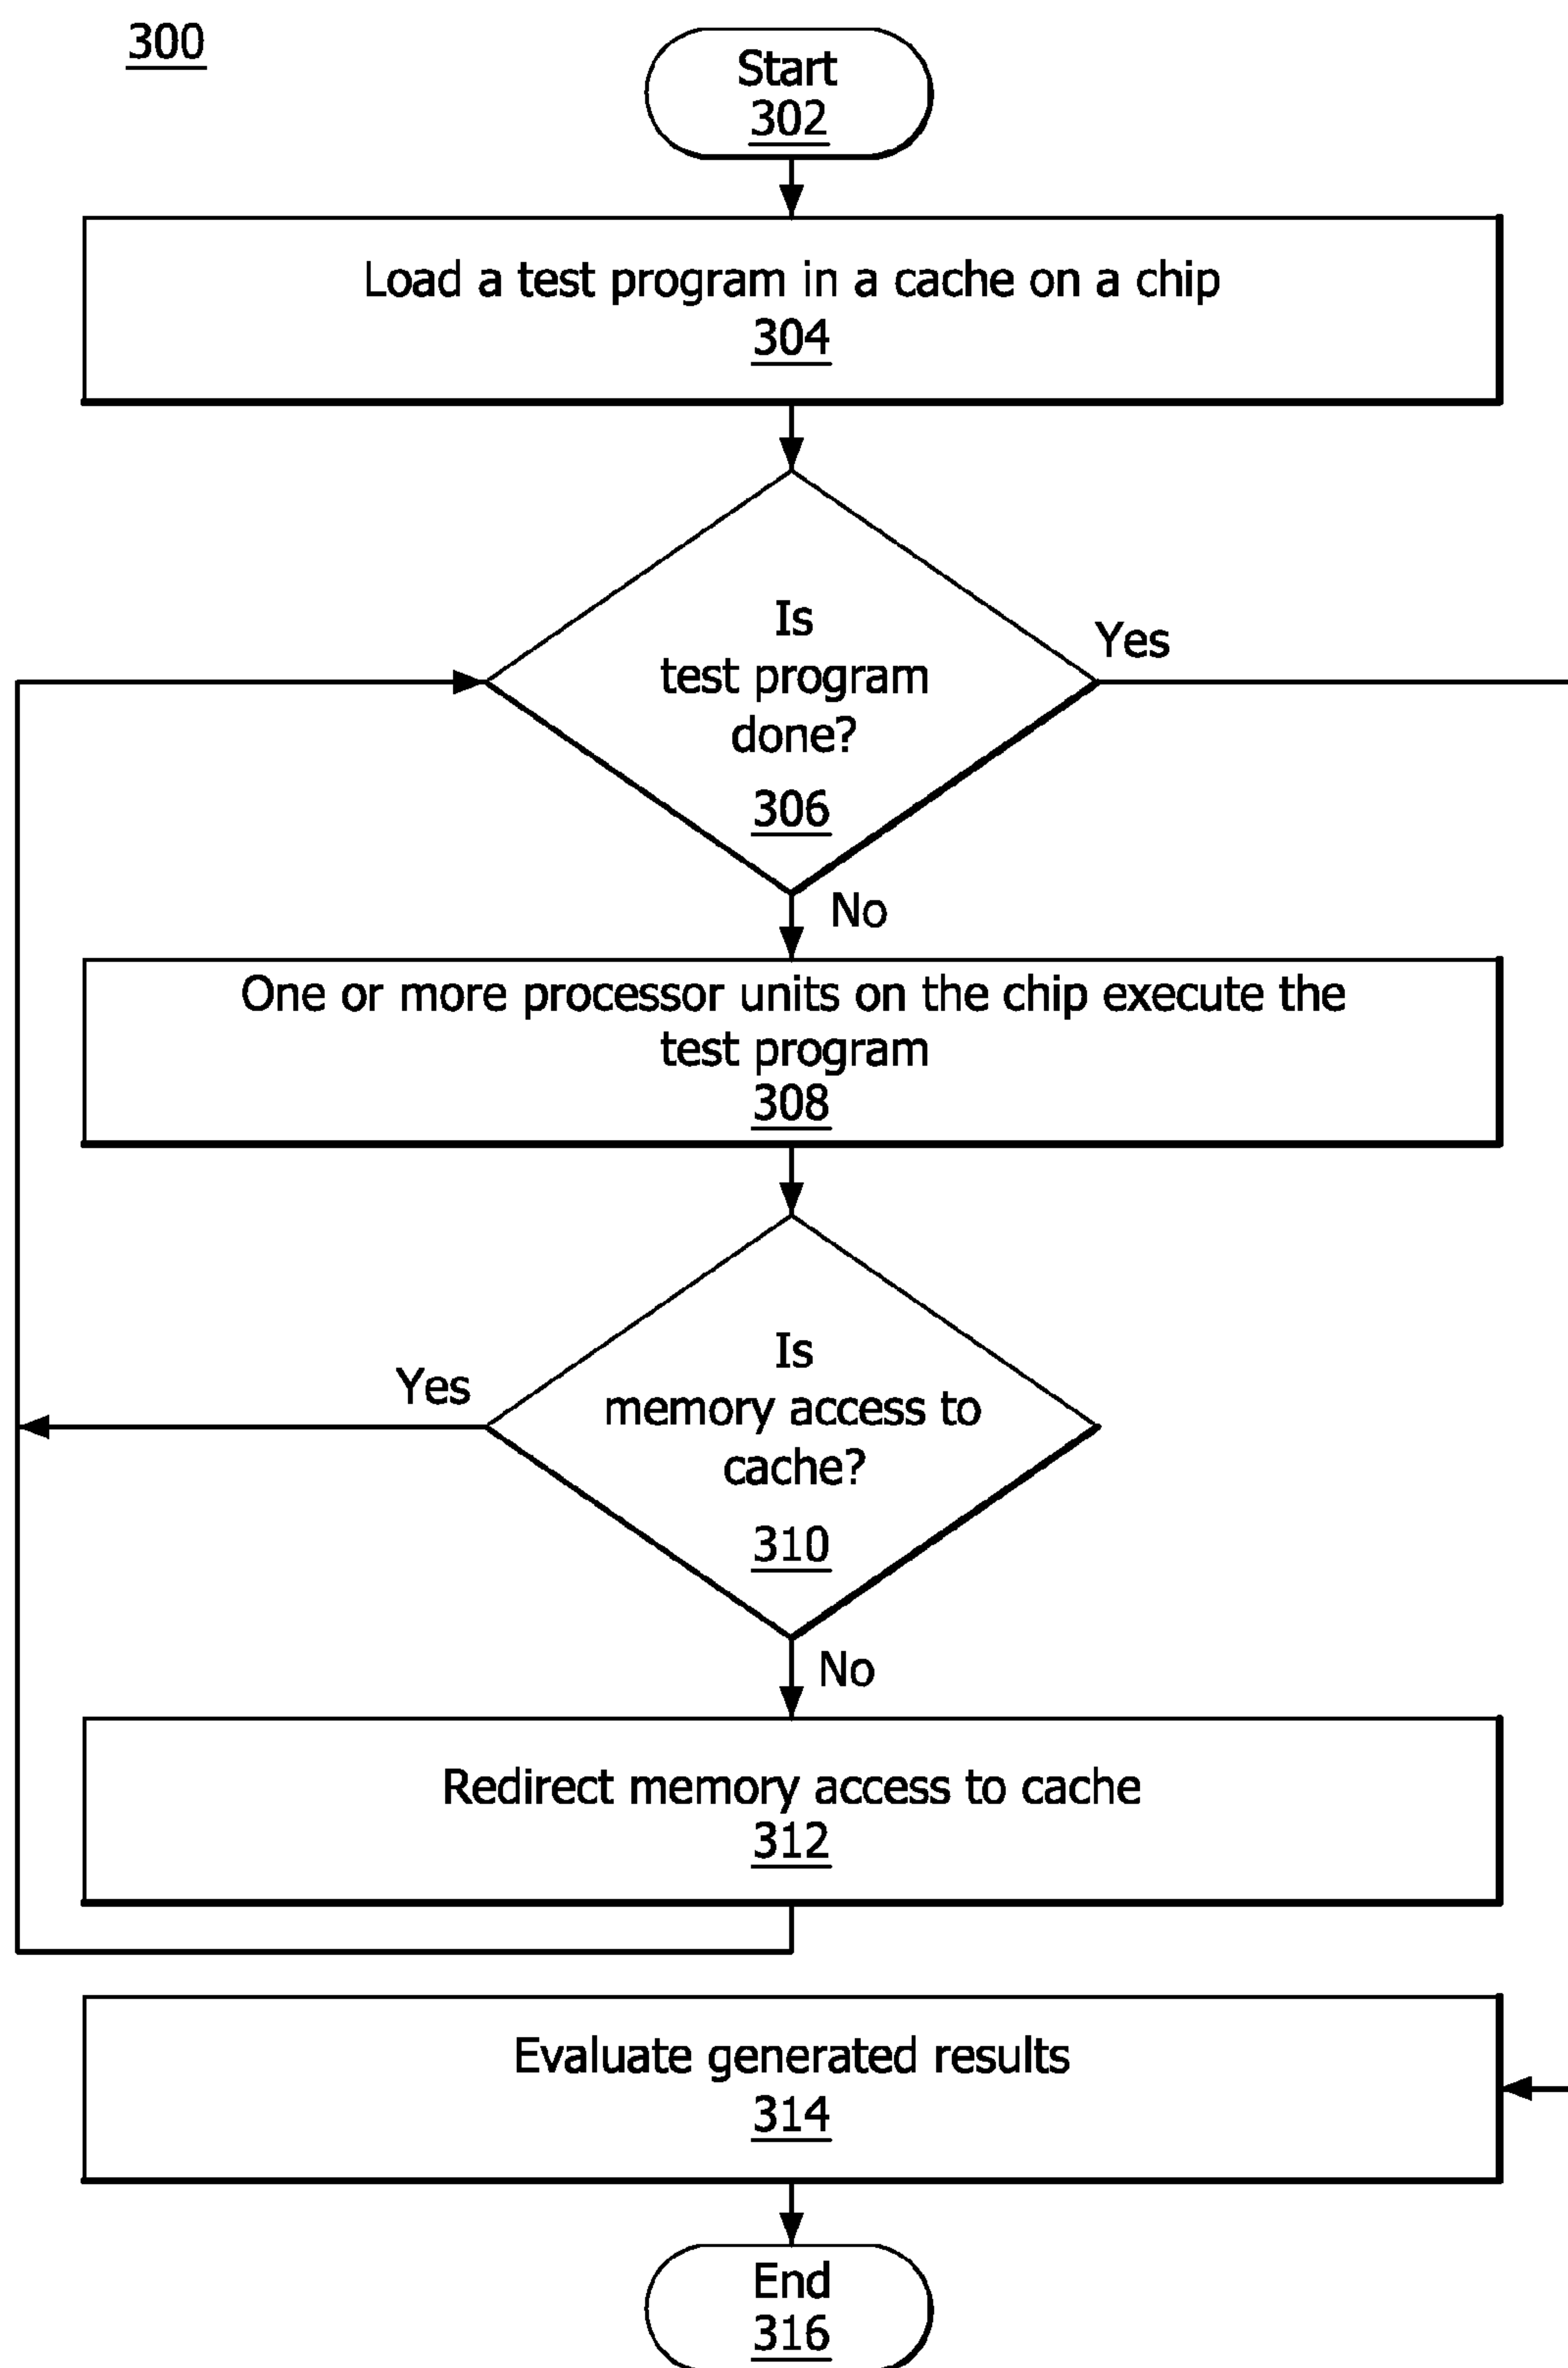 300
Start
302
Load a test program in a cache on a chip
304
Is
test program
done?
306
Yes
No
One or more processor units on the chip execute the
test program
308
Is
memory access to
cache?
310
Yes
No
Redirect memory access to cache
312
Evaluate generated results
314
End
316